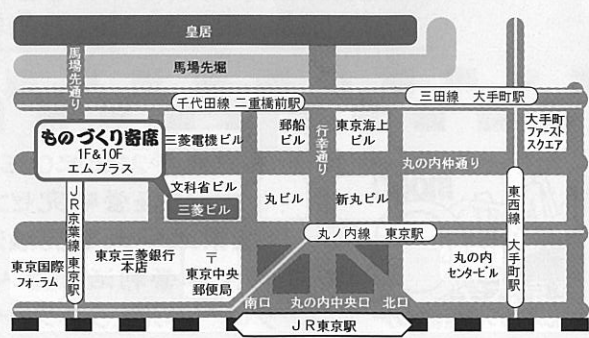 皇居
馬場先堀
馬場先通り
千代田線 二重橋前駅
三田線 大手町駅
ものづくり寄席
1F&10F
エムプラス
三菱電機ビル
郵船
ビル
行幸通り
東京海上
ビル
大手町
ファースト
スクエア
丸の内仲通り
文科省ビル
三菱ビル
丸ビル
新丸ビル
JR京葉線 東京駅
東西線 大手町駅
丸ノ内線 東京駅
東京国際
フォーラム
東京三菱銀行
本店
〒
東京中央
郵便局
丸の内
センタービル
南口
丸の内中央口
北口
JR東京駅